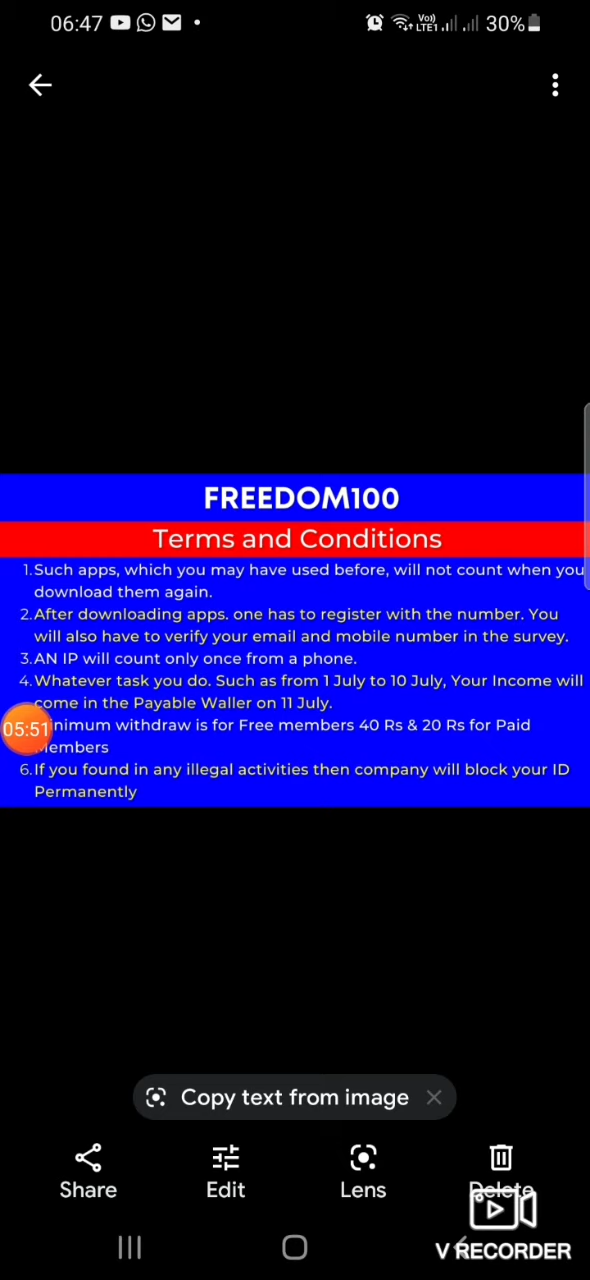 06:47
Vo)) LTE1 30%
FREEDOM100
Terms and Conditions
1.Such apps, which you may have used before, will not count when you
download them again.
2.After downloading apps. one has to register with the number. You
will also have to verify your email and mobile number in the survey.
3.AN IP will count only once from a phone.
4.Whatever task you do. Such as from 1 July to 10 July, Your Income will
come in the Payable Waller on 11 July.
05:51
inimum withdraw is for Free members 40 Rs & 20 Rs for Paid
Members
6.If you found in any illegal activities then company will block your ID
Permanently
Copy text from image
Share Edit Lens Delete
V RECORDER